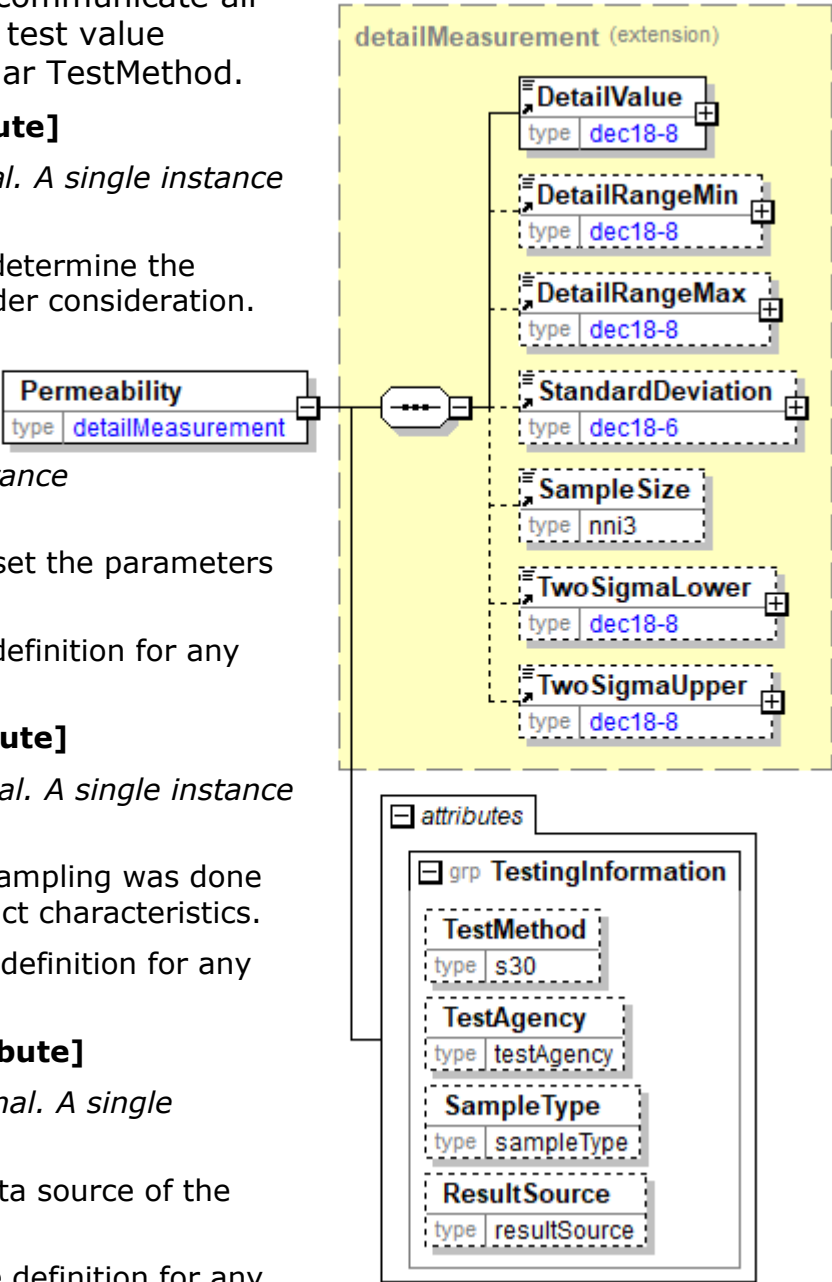 communicate all
test value
ar TestMethod.
ute]
al. A single instance
determine the
der consideration.
tance
set the parameters
definition for any
ute]
al. A single instance
ampling was done
ct characteristics.
definition for any
bute]
nal. A single
ta source of the
e definition for any
Permeability
type detailMeasurement
detailMeasurement (extension)
DetailValue
type dec18-8
DetailRangeMin
type dec18-8
DetailRangeMax
type dec18-8
StandardDeviation
type dec18-6
SampleSize
type nni3
TwoSigmaLower
type dec18-8
TwoSigmaUpper
type dec18-8
attributes
grp TestingInformation
TestMethod
type s30
TestAgency
type testAgency
SampleType
type sampleType
ResultSource
type resultSource